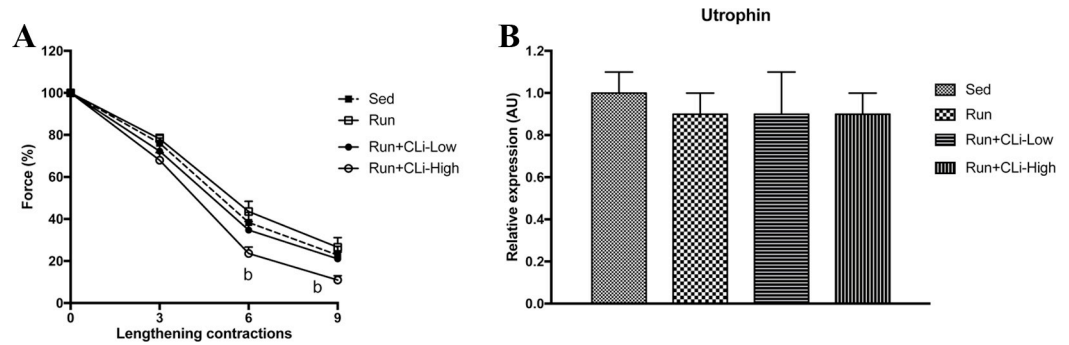 A
120
100
80
60
40
20
0
Force (%)
0 3 6 9
Lengthening contractions
b
b
Sed
Run
Run+CLi-Low
Run+CLi-High
B
Utrophin
1.2
1.0
0.8
0.6
0.4
0.2
0.0
Relative expression (AU)
Sed
Run
Run+CLi-Low
Run+CLi-High